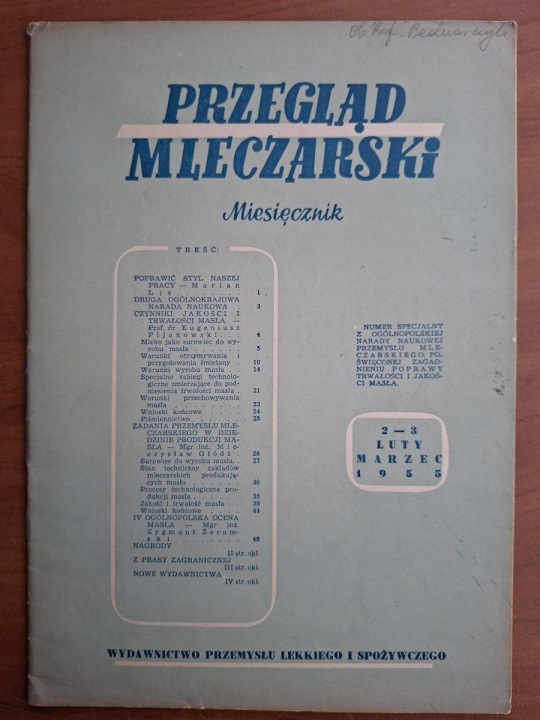 Ob. Prof.
PRZEGLĄD
MLECZARSKI
Miesięcznik
TREŚĆ:
POPRAWIĆ STYL NASZEJ
PRACY — Marian
Lis . . . . . . . 1
DRUGA OGÓLNOKRAJOWA
NARADA NAUKOWA . 3
CZYNNIKI JAKOŚCI I
TRWAŁOŚCI MASŁA —
Prof. dr Eugeniusz
Pijanowski . . . . 4
Mleko jako surowiec do wy-
robu masła . . . . 5
Warunki otrzymywania i
przygotowania śmietany . 10
Warunki wyrobu masła . . 14
Specjalne zabiegi technolo-
giczne zmierzające do pod-
niesienia trwałości masła . 21
Warunki przechowywania
masła . . . . . . 23
Wnioski końcowe . . . . 24
Piśmiennictwo . . . . . 25
ZADANIA PRZEMYSŁU MLE-
CZARSKIEGO W DZIE-
DZINIE PRODUKCJI MA-
SŁA — Mgr inż. Mie-
czysław Głódź . . 26
Surowiec do wyrobu masła . 27
Stan techniczny zakładów
mleczarskich produkują-
cych masło . . . . . 30
Procesy technologiczne pro-
dukcji masła . . . . . 35
Jakość i trwałość masła . . 39
Wnioski końcowe . . . . 44
IV OGÓLNOPOLSKA OCENA
MASŁA — Mgr inż.
Zygmunt Żerom-
ski . . . . . . . 46
NAGRODY
II str. okł.
Z PRASY ZAGRANICZNEJ
III str. okł.
NOWE WYDAWNICTWA
IV str. okł.
NUMER SPECJALNY
Z OGÓLNOPOLSKIEJ
NARADY NAUKOWEJ
PRZEMYSŁU MLE-
CZARSKIEGO, PO-
ŚWIĘCONEJ ZAGAD-
NIENIU POPRAWY
TRWAŁOŚCI I JAKOŚ-
CI MASŁA.
2 — 3
LUTY
MARZEC
1955
WYDAWNICTWO PRZEMYSŁU LEKKIEGO I SPOŻYWCZEGO